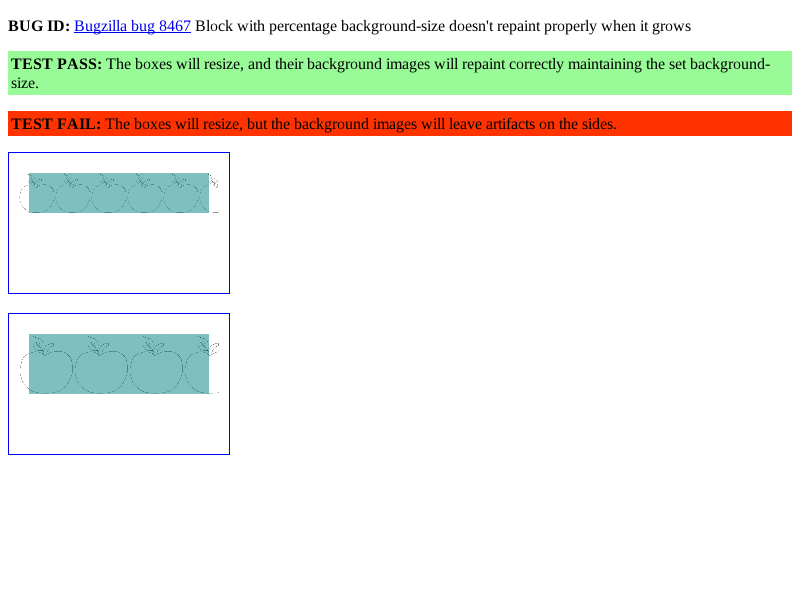 BUG ID: Bugzilla bug 8467 Block with percentage background-size doesn't repaint properly when it grows
TEST PASS: The boxes will resize, and their background images will repaint correctly maintaining the set background-
size.
TEST FAIL: The boxes will resize, but the background images will leave artifacts on the sides.